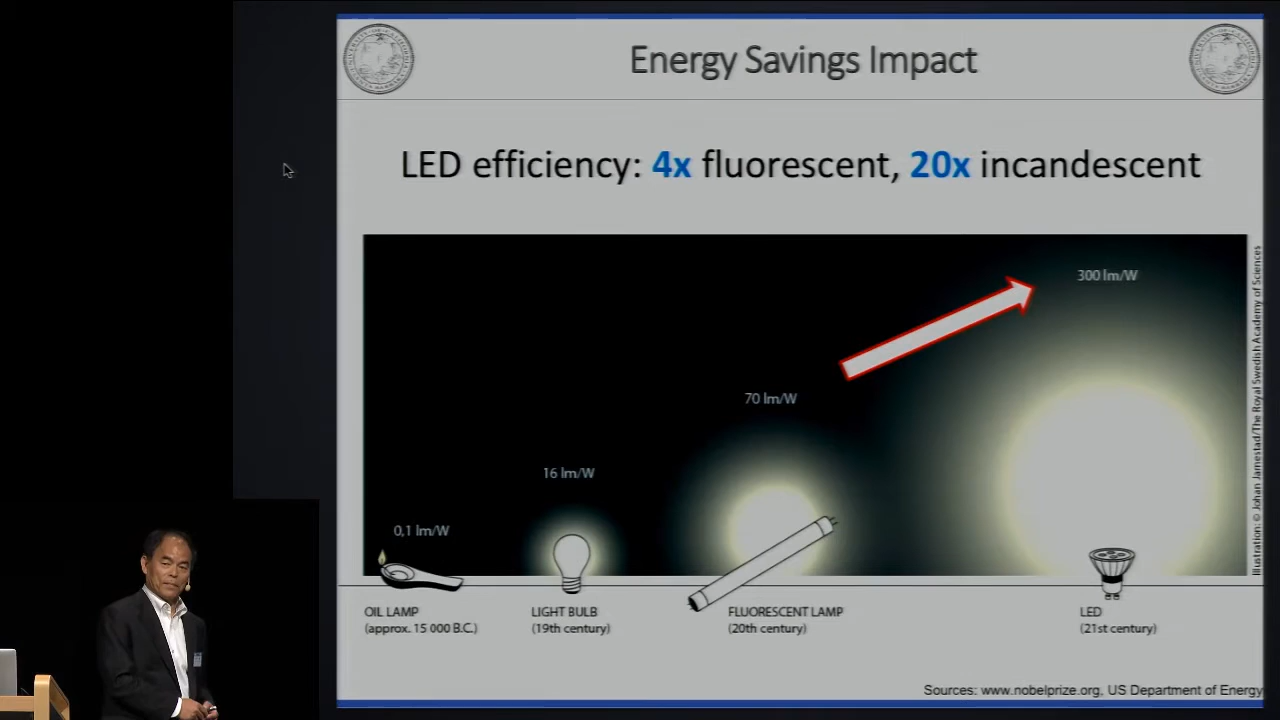 Energy Savings Impact
LED efficiency: 4x fluorescent, 20x incandescent
300 lm/W
70 lm/W
16 lm/W
0,1 lm/W
OIL LAMP
(approx. 15 000 B.C.)
LIGHT BULB
(19th century)
FLUORESCENT LAMP
(20th century)
LED
(21st century)
Illustration: © Johan Jarnestad/The Royal Swedish Academy of Sciences
Sources: www.nobelprize.org, US Department of Energy